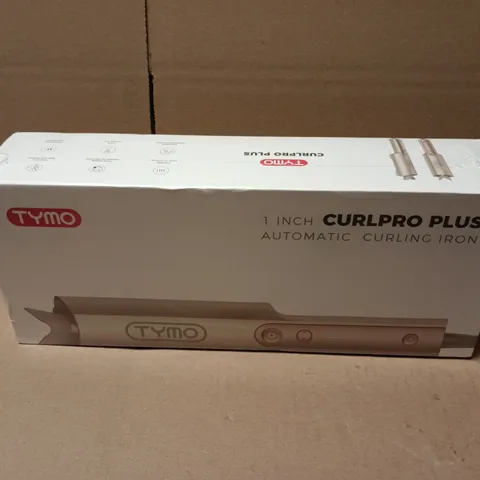 TYMO
CURLPRO PLUS
TYMO
1 INCH CURLPRO PLUS
AUTOMATIC CURLING IRON
TYMO